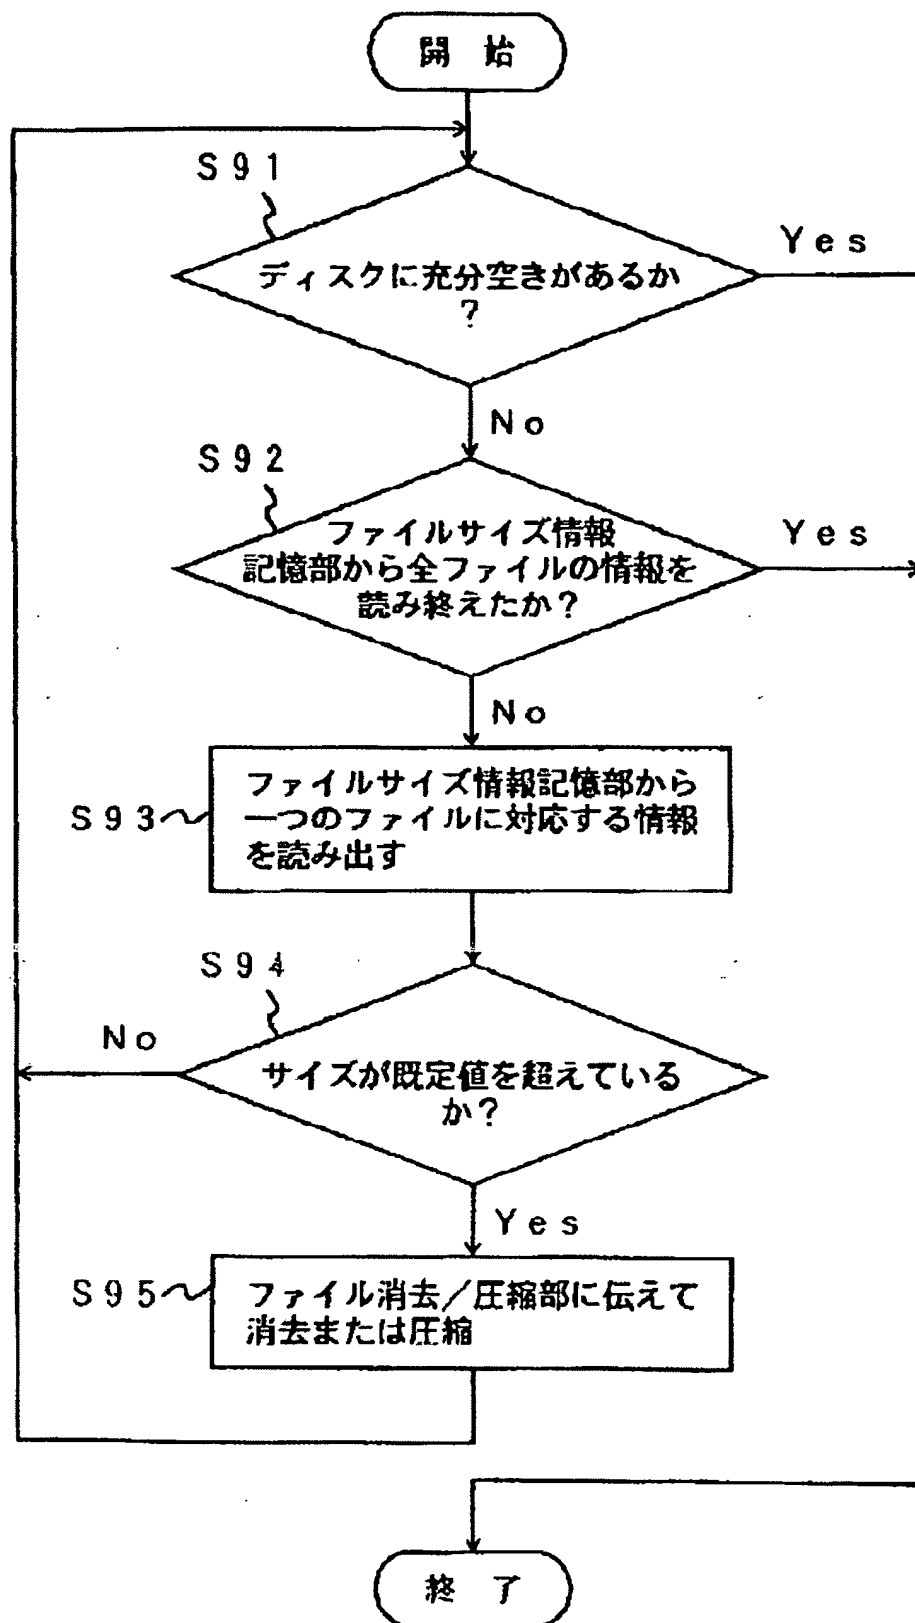 開始
S91
Yes
ディスクに充分空きがあるか
?
No
S92
ファイルサイズ情報
記憶部から全ファイルの情報を
読み終えたか?
Yes
No
S93
ファイルサイズ情報記憶部から
一つのファイルに対応する情報
を読み出す
S94
No
サイズが既定値を超えている
か?
Yes
S95
ファイル消去/圧縮部に伝えて
消去または圧縮
終了